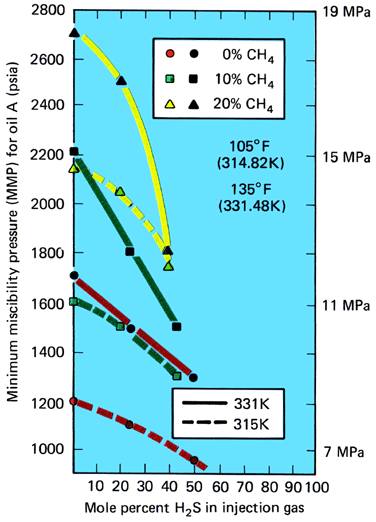 Minimum miscibility pressure (MMP) for oil A (psia)
2800
2600
2400
2200
2000
1800
1600
1400
1200
1000
19 MPa
15 MPa
11 MPa
7 MPa
0% CH₄
10% CH₄
20% CH₄
105°F
(314.82K)
135°F
(331.48K)
331K
315K
0 10 20 30 40 50 60 70 80 90 100
Mole percent H₂S in injection gas